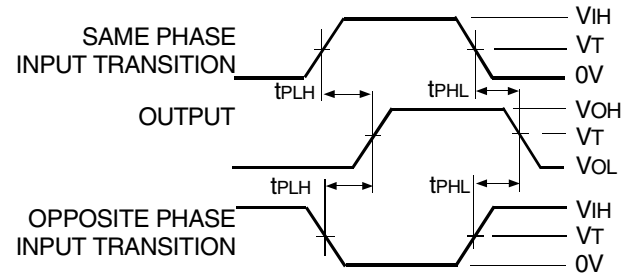 VIH
SAME PHASE
INPUT TRANSITION
VT
0V
tPLH
tPHL
OUTPUT
VOH
VT
VOL
tPLH
tPHL
OPPOSITE PHASE
INPUT TRANSITION
VIH
VT
0V